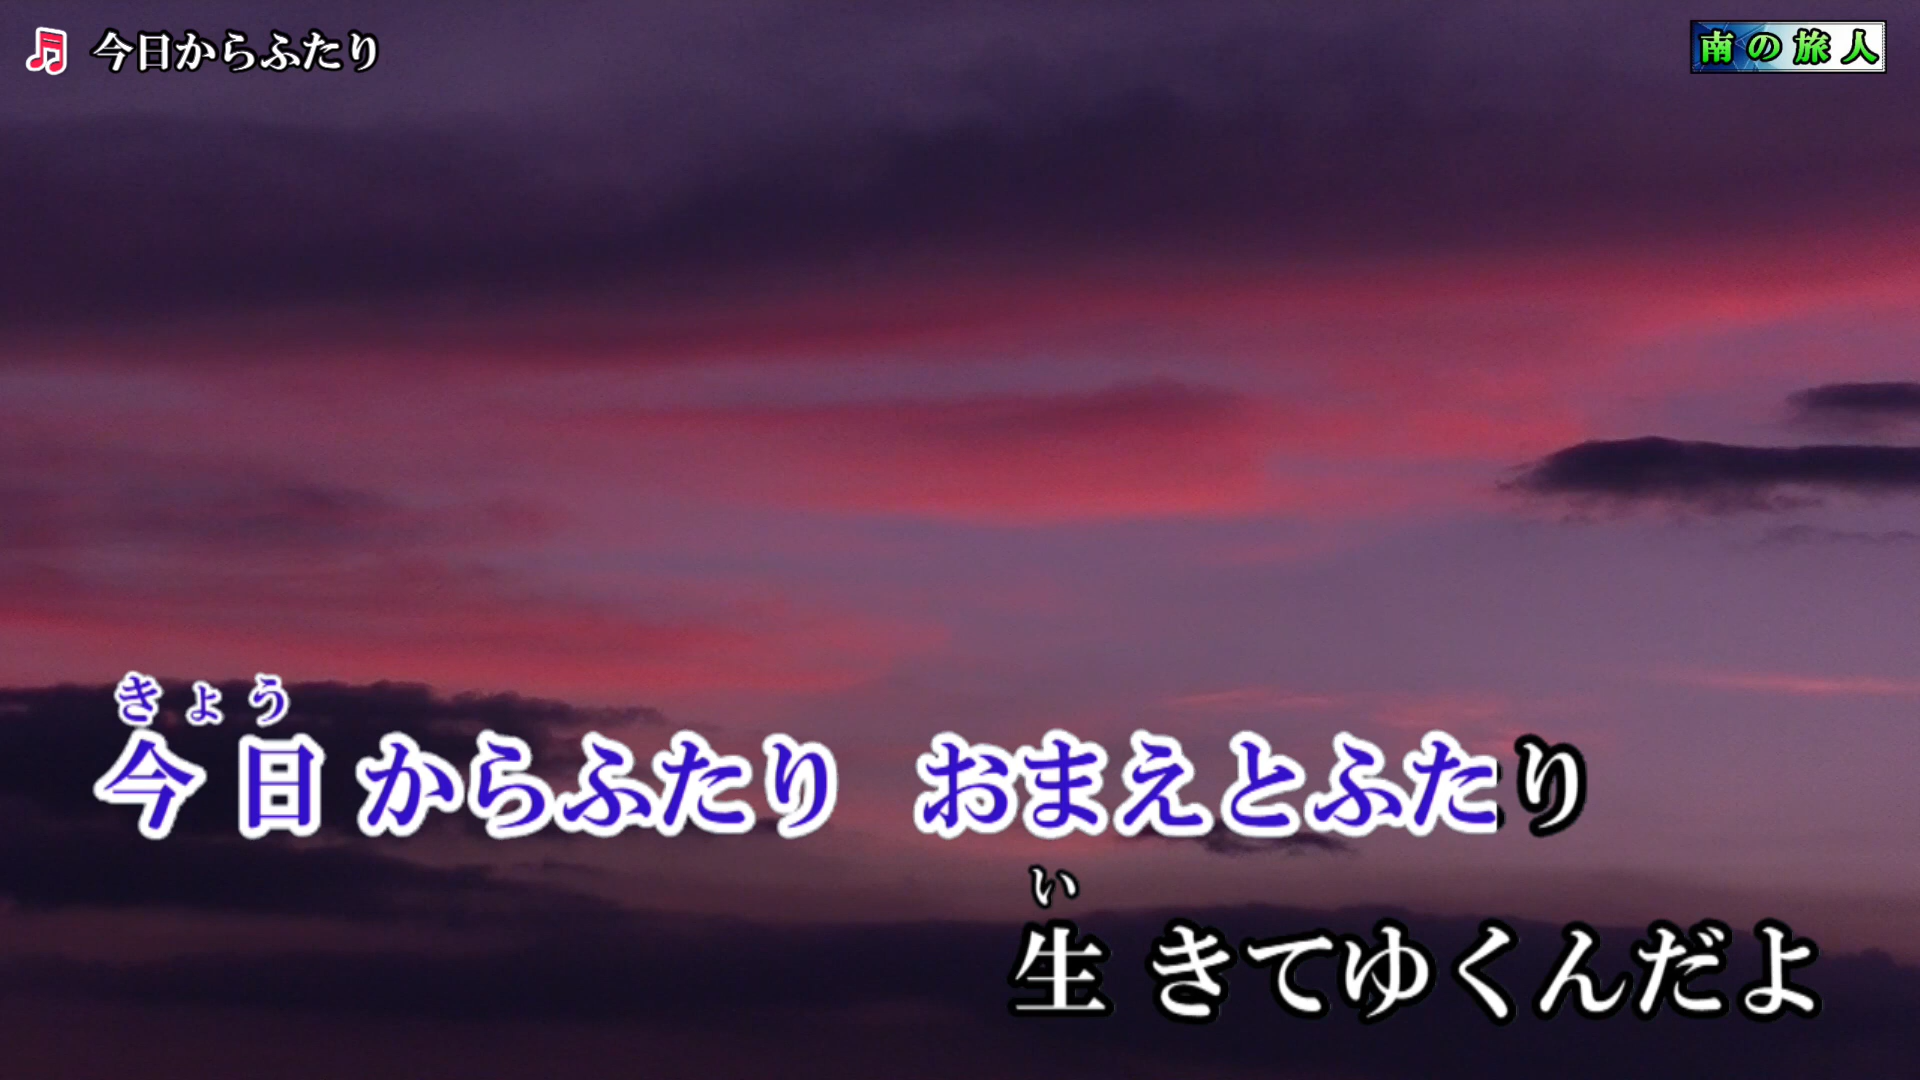 今日からふたり
南の旅人
きょう
今日からふたり おまえとふたり
い
生きてゆくんだよ